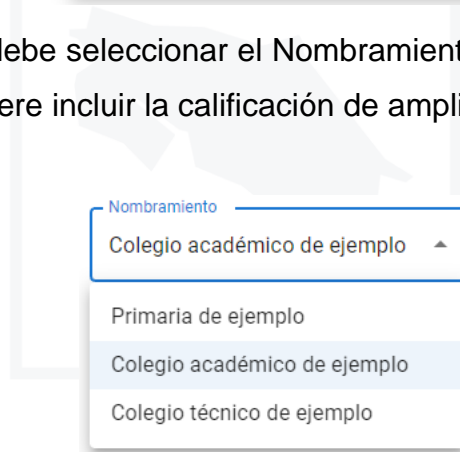 debe seleccionar el Nombramient
ere incluir la calificación de ampli
Nombramiento
Colegio académico de ejemplo
Primaria de ejemplo
Colegio académico de ejemplo
Colegio técnico de ejemplo